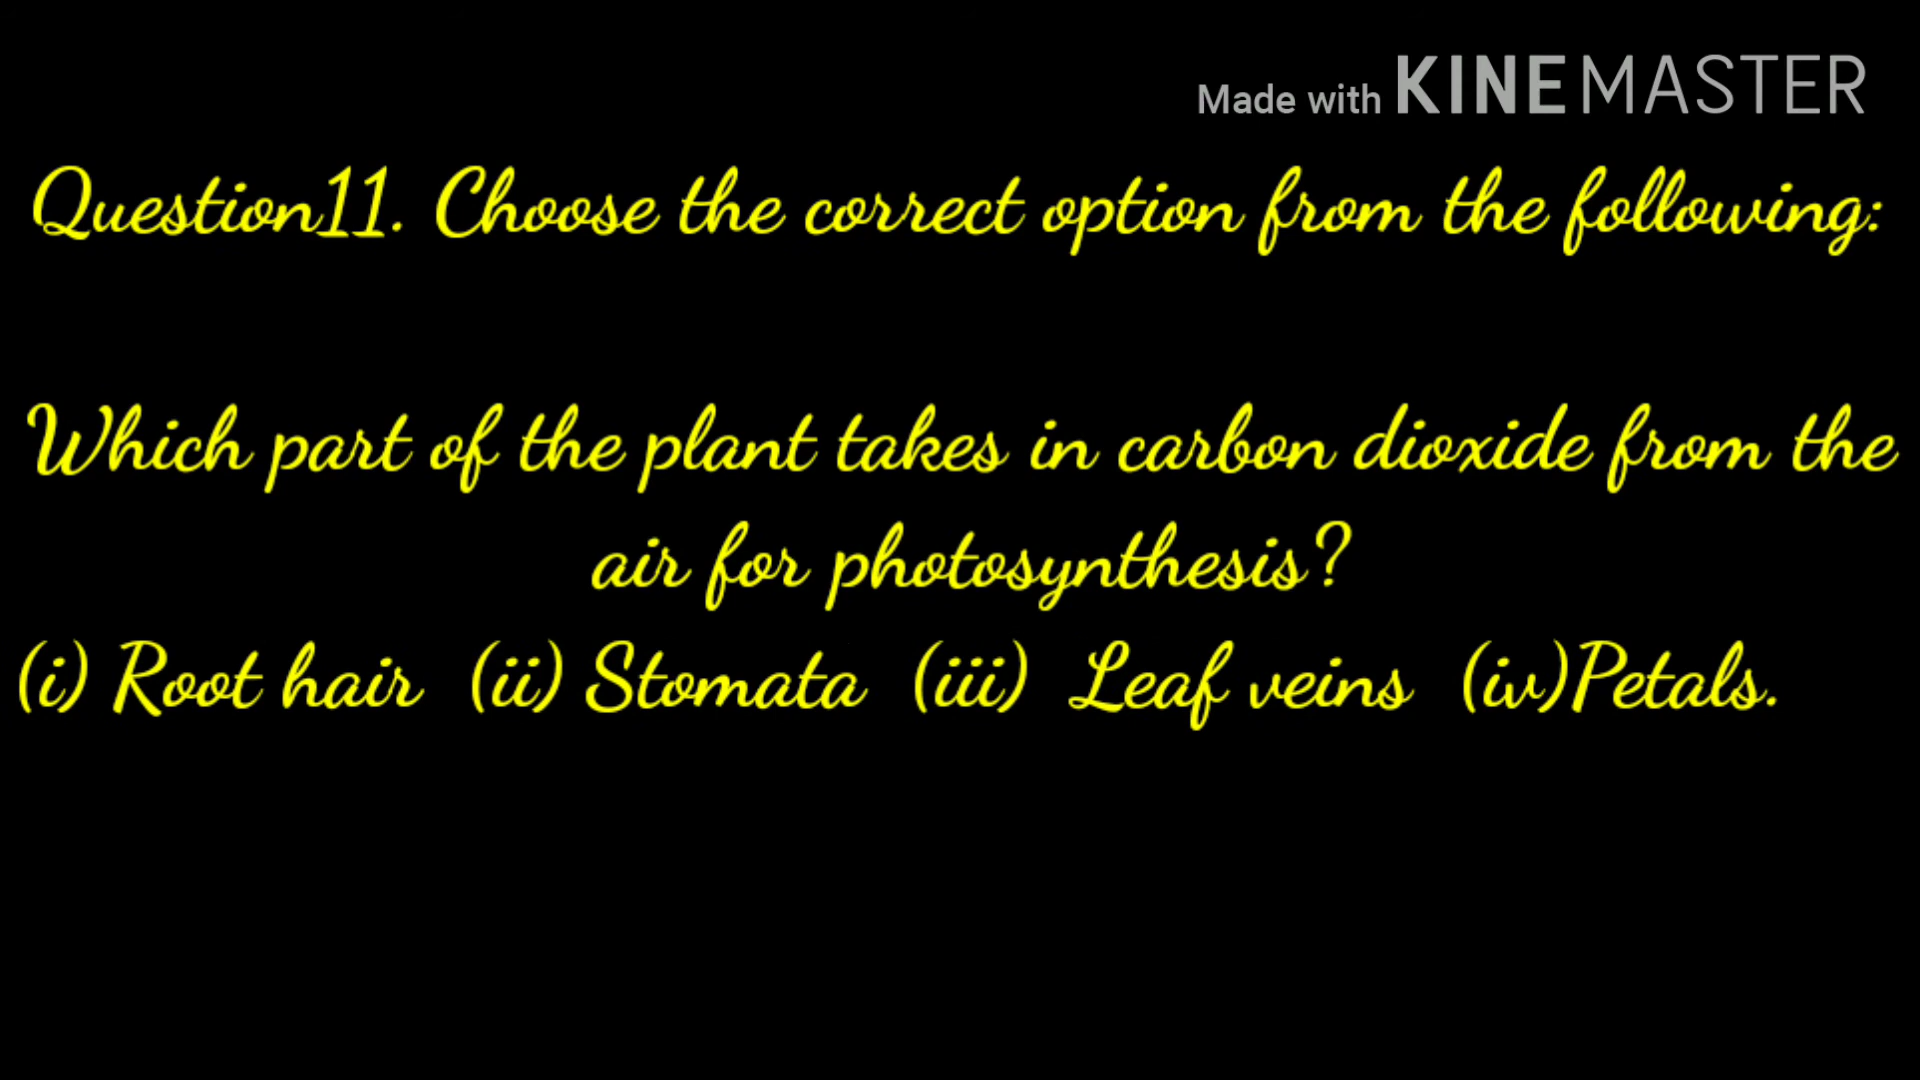 Made with KINEMASTER
Question11. Choose the correct option from the following:
Which part of the plant takes in carbon dioxide from the
air for photosynthesis?
(i) Root hair (ii) Stomata (iii) Leaf veins (iv)Petals.